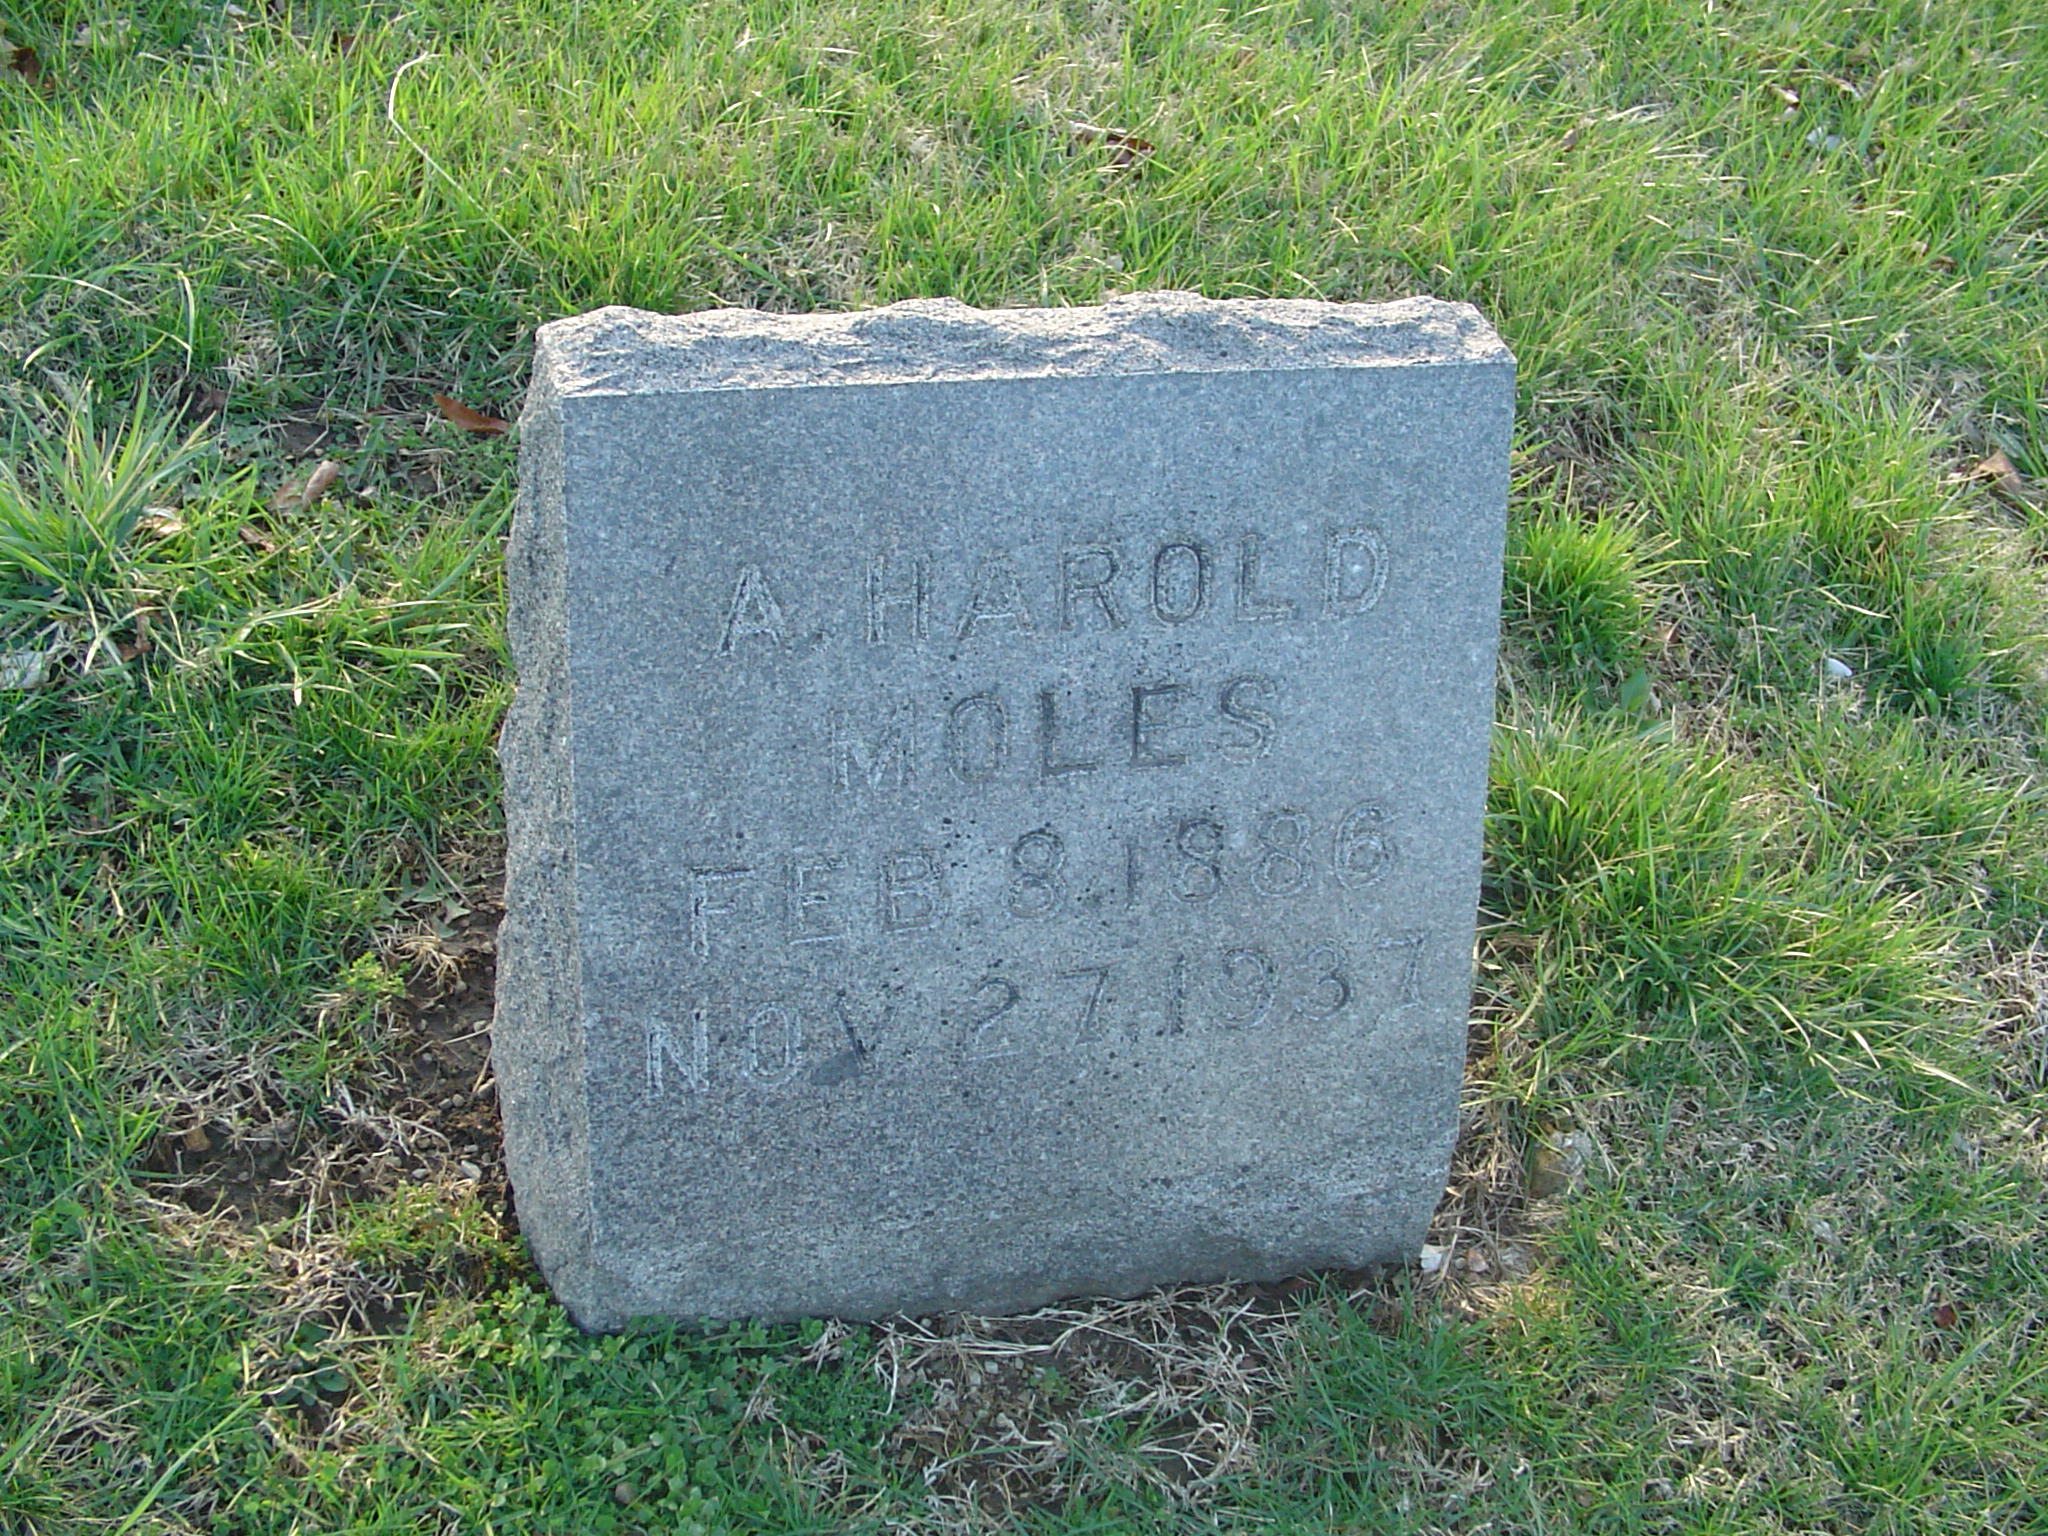 A. HAROLD
MOLES
FEB. 8 1886
NOV 27 1937